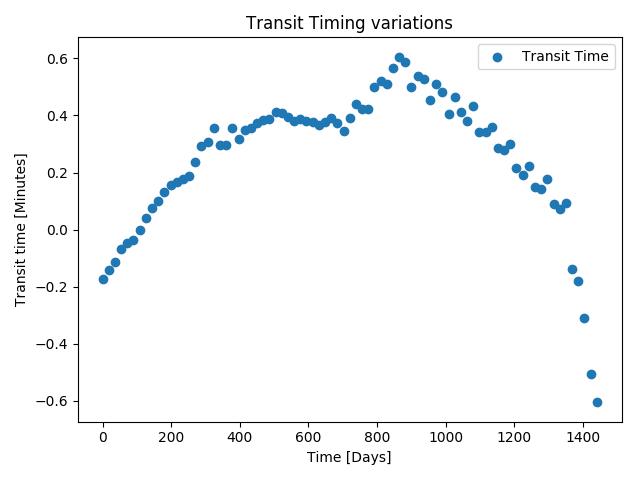 Transit Timing variations
Transit Time
Transit time [Minutes]
0.6
0.4
0.2
0.0
−0.2
−0.4
−0.6
0 200 400 600 800 1000 1200 1400
Time [Days]